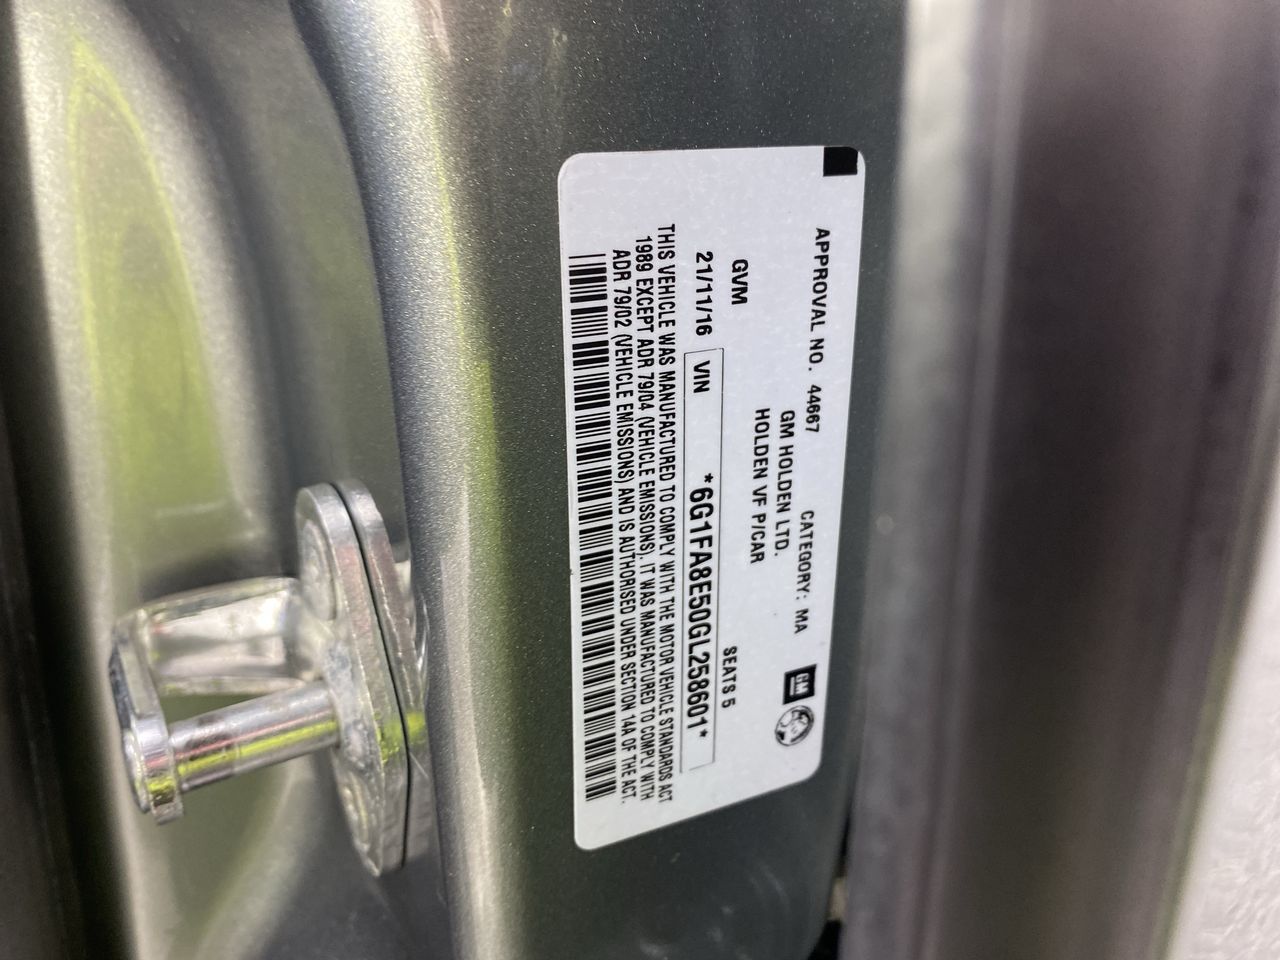 APPROVAL NO. 44667 CATEGORY: MA
GM HOLDEN LTD.
HOLDEN VF P/CAR
GM
GVM SEATS 5
21/11/16 VIN *6G1FA8E50GL258601*
THIS VEHICLE WAS MANUFACTURED TO COMPLY WITH THE MOTOR VEHICLE STANDARDS ACT
1989 EXCEPT ADR 79/04 (VEHICLE EMISSIONS). IT WAS MANUFACTURED TO COMPLY WITH
ADR 79/02 (VEHICLE EMISSIONS) AND IS AUTHORISED UNDER SECTION 14A OF THE ACT.